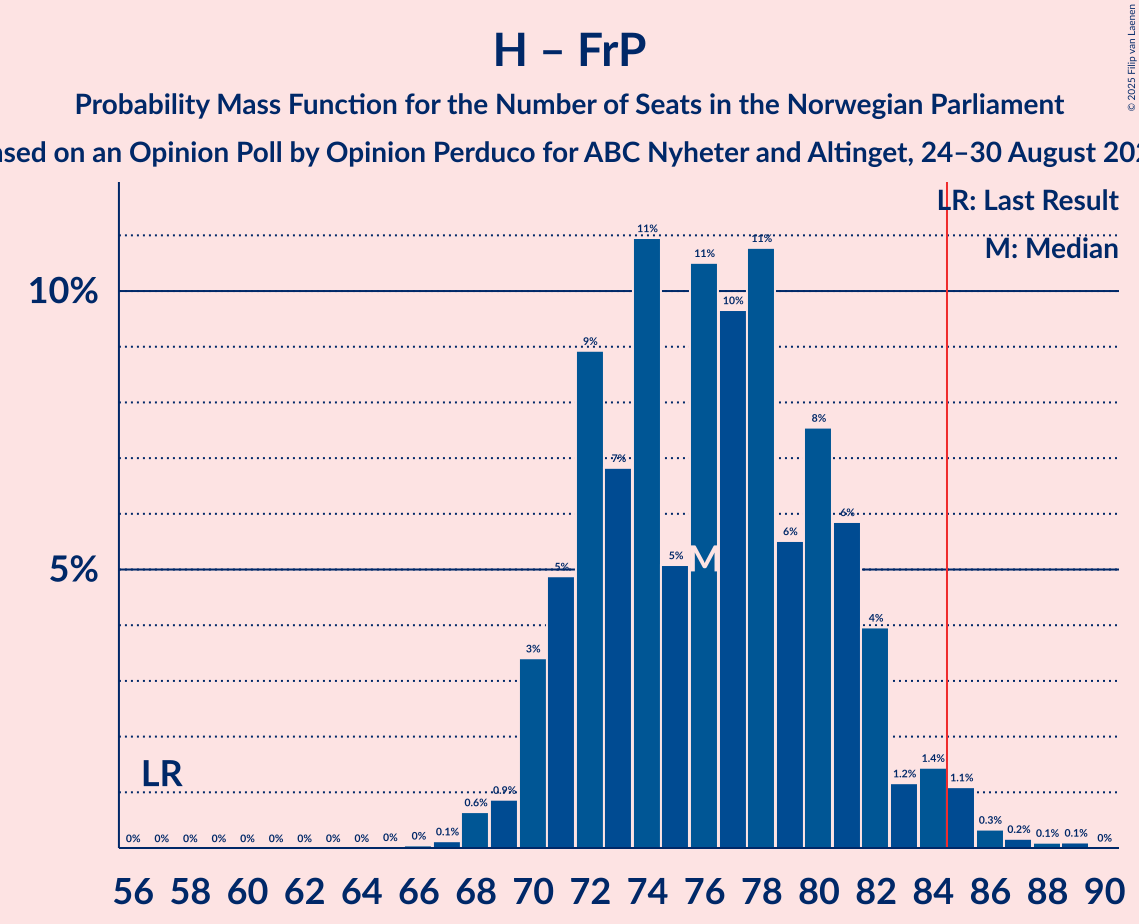 H – FrP
© 2025 Filip van Laenen
Probability Mass Function for the Number of Seats in the Norwegian Parliament
ased on an Opinion Poll by Opinion Perduco for ABC Nyheter and Altinget, 24–30 August 202
LR: Last Result
M: Median
10%
5%
LR
M
0% 0% 0% 0% 0% 0% 0% 0% 0% 0% 0% 0.1% 0.6% 0.9% 3% 5% 9% 7% 11% 5% 11% 10% 11% 6% 8% 6% 4% 1.2% 1.4% 1.1% 0.3% 0.2% 0.1% 0.1% 0%
56 58 60 62 64 66 68 70 72 74 76 78 80 82 84 86 88 90